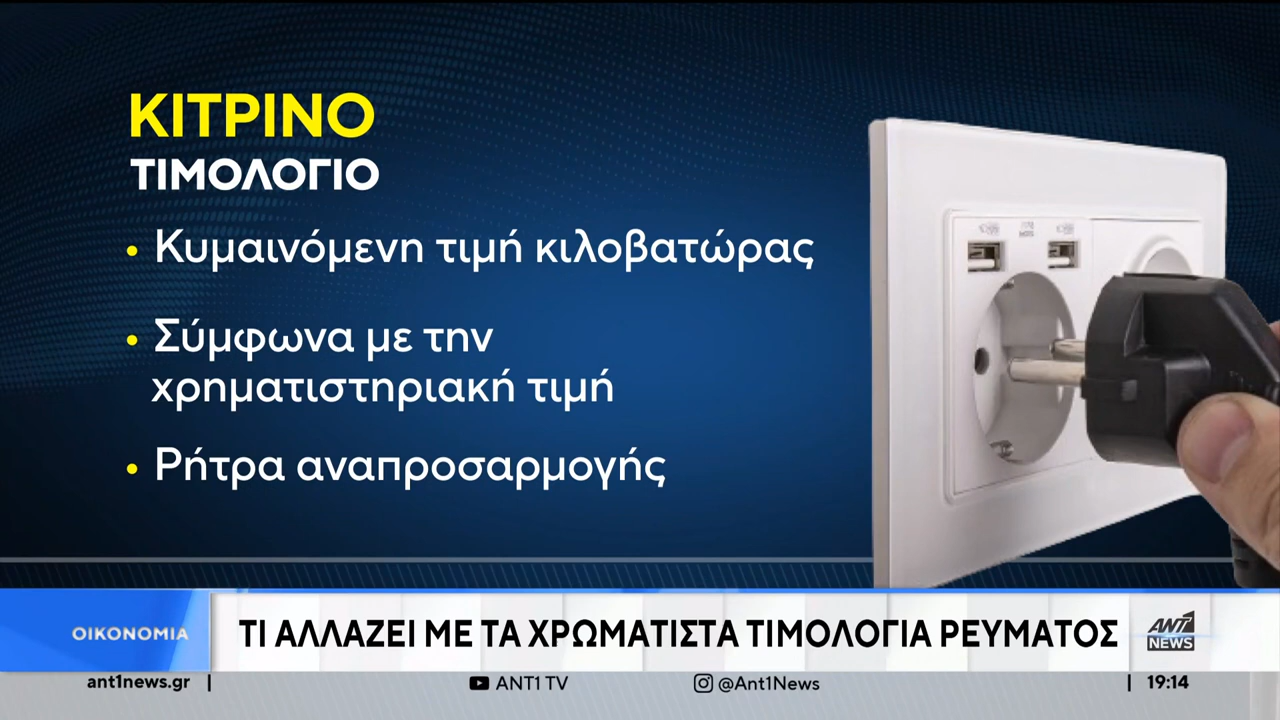 ΚΙΤΡΙΝΟ
ΤΙΜΟΛΟΓΙΟ
• Κυμαινόμενη τιμή κιλοβατώρας
• Σύμφωνα με την
χρηματιστηριακή τιμή
• Ρήτρα αναπροσαρμογής
ΟΙΚΟΝΟΜΙΑ
ΤΙ ΑΛΛΑΖΕΙ ΜΕ ΤΑ ΧΡΩΜΑΤΙΣΤΑ ΤΙΜΟΛΟΓΙΑ ΡΕΥΜΑΤΟΣ
ANT1
NEWS
ant1news.gr | ANT1 TV @Ant1News | 19:14